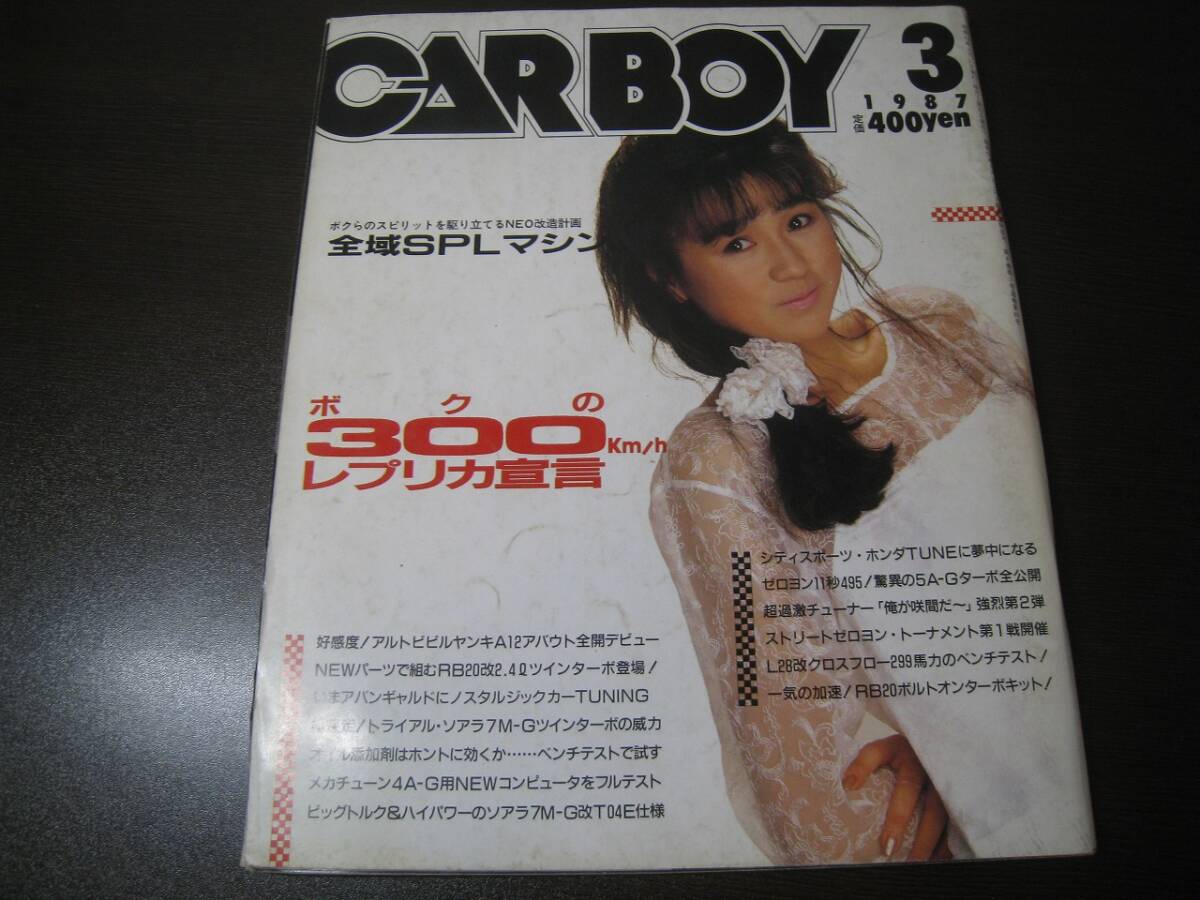 CAR BOY
3
1987
定価 400yen
ボクらのスピリットを駆り立てるNEO改造計画
全域SPLマシン
ボクの
300Km/h
レプリカ宣言
シティスポーツ・ホンダTUNEに夢中になる
ゼロヨン11秒495!驚異の5A-Gターボ全公開
超過激チューナー「俺が咲間だ〜」強烈第2弾
ストリートゼロヨン・トーナメント第1戦開催
L28改クロスフロー299馬力のベンチテスト!
一気の加速!RB20ボルトオンターボキット!
好感度!アルトビビルヤンキA12アバウト全開デビュー
NEWパーツで組むRB20改2.4ℓツインターボ登場!
いまアバンギャルドにノスタルジックカーTUNING
!トライアル・ソアラ7M-Gツインターボの威力
オイル添加剤はホントに効くか……ベンチテストで試す
メカチューン4A-G用NEWコンピュータをフルテスト
ビッグトルク&ハイパワーのソアラ7M-G改T04E仕様